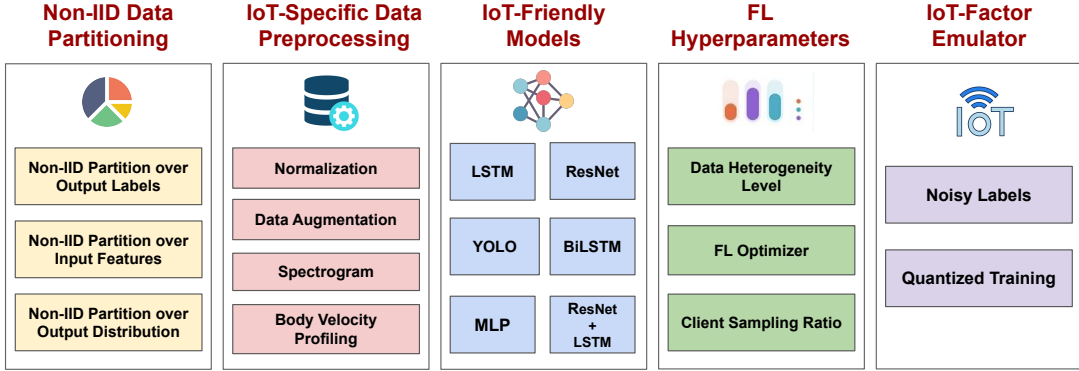 Non-IID Data
Partitioning
Non-IID Partition over
Output Labels
Non-IID Partition over
Input Features
Non-IID Partition over
Output Distribution
IoT-Specific Data
Preprocessing
Normalization
Data Augmentation
Spectrogram
Body Velocity
Profiling
IoT-Friendly
Models
LSTM
ResNet
YOLO
BiLSTM
MLP
ResNet
+
LSTM
FL
Hyperparameters
Data Heterogeneity
Level
FL Optimizer
Client Sampling Ratio
IoT-Factor
Emulator
IoT
Noisy Labels
Quantized Training